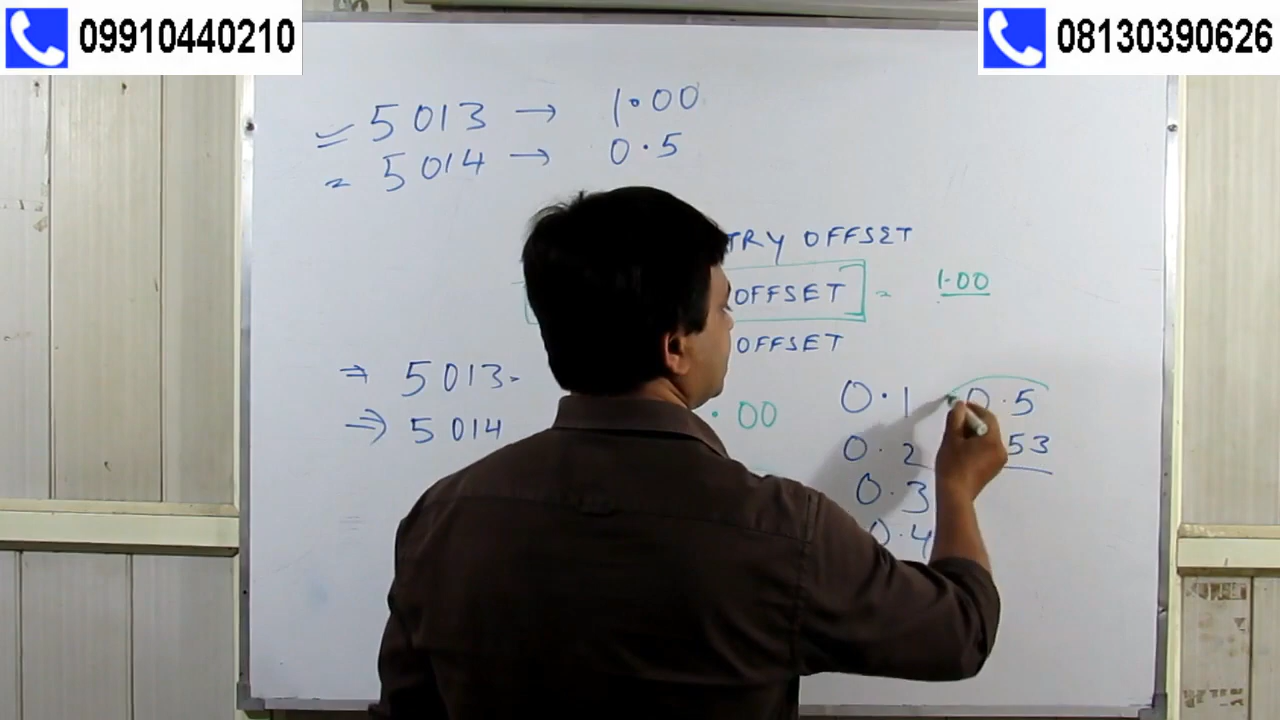 09910440210
08130390626
5013 → 1.00
5014 → 0.5
TRY OFFSET
OFFSET] = 1.00
OFFSET
⇒ 5013
⇒ 5014
.00
0.1 0.5
0.2 53
0.3
0.4